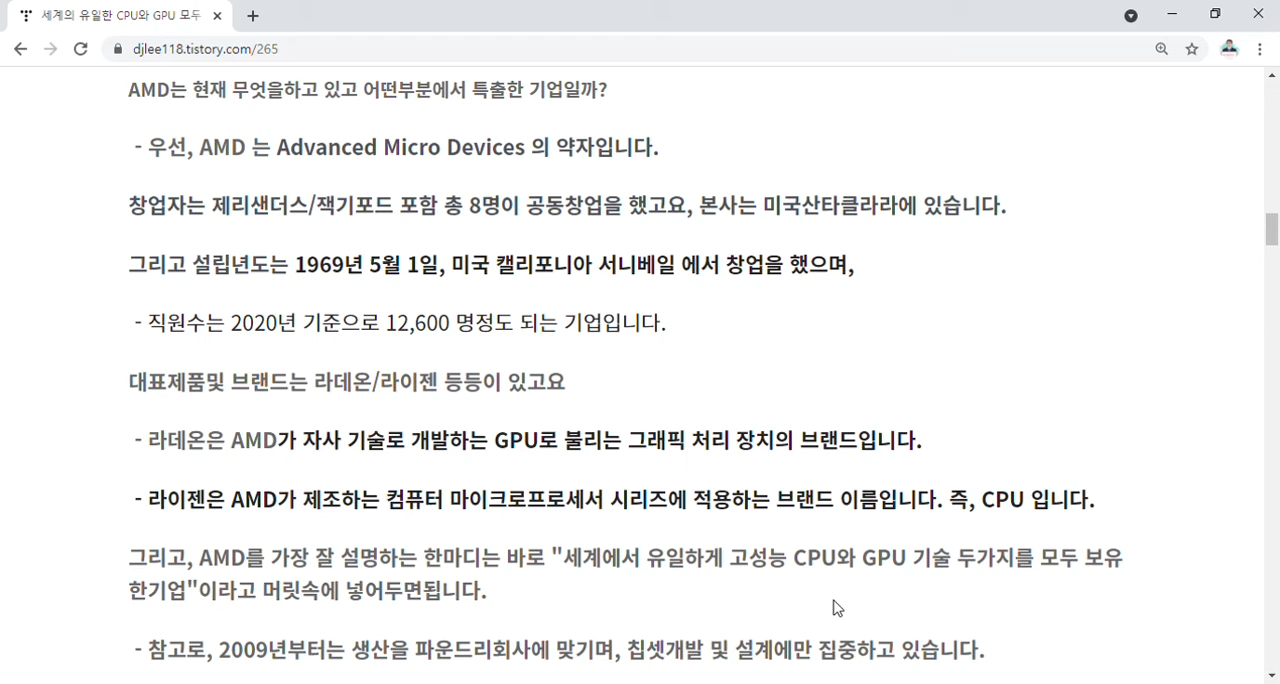 세계의 유일한 CPU와 GPU 모두
djlee118.tistory.com/265
AMD는 현재 무엇을하고 있고 어떤부분에서 특출한 기업일까?
- 우선, AMD 는 Advanced Micro Devices 의 약자입니다.
창업자는 제리샌더스/잭기포드 포함 총 8명이 공동창업을 했고요, 본사는 미국산타클라라에 있습니다.
그리고 설립년도는 1969년 5월 1일, 미국 캘리포니아 서니베일 에서 창업을 했으며,
- 직원수는 2020년 기준으로 12,600 명정도 되는 기업입니다.
대표제품및 브랜드는 라데온/라이젠 등등이 있고요
- 라데온은 AMD가 자사 기술로 개발하는 GPU로 불리는 그래픽 처리 장치의 브랜드입니다.
- 라이젠은 AMD가 제조하는 컴퓨터 마이크로프로세서 시리즈에 적용하는 브랜드 이름입니다. 즉, CPU 입니다.
그리고, AMD를 가장 잘 설명하는 한마디는 바로 "세계에서 유일하게 고성능 CPU와 GPU 기술 두가지를 모두 보유
한기업"이라고 머릿속에 넣어두면됩니다.
- 참고로, 2009년부터는 생산을 파운드리회사에 맞기며, 칩셋개발 및 설계에만 집중하고 있습니다.